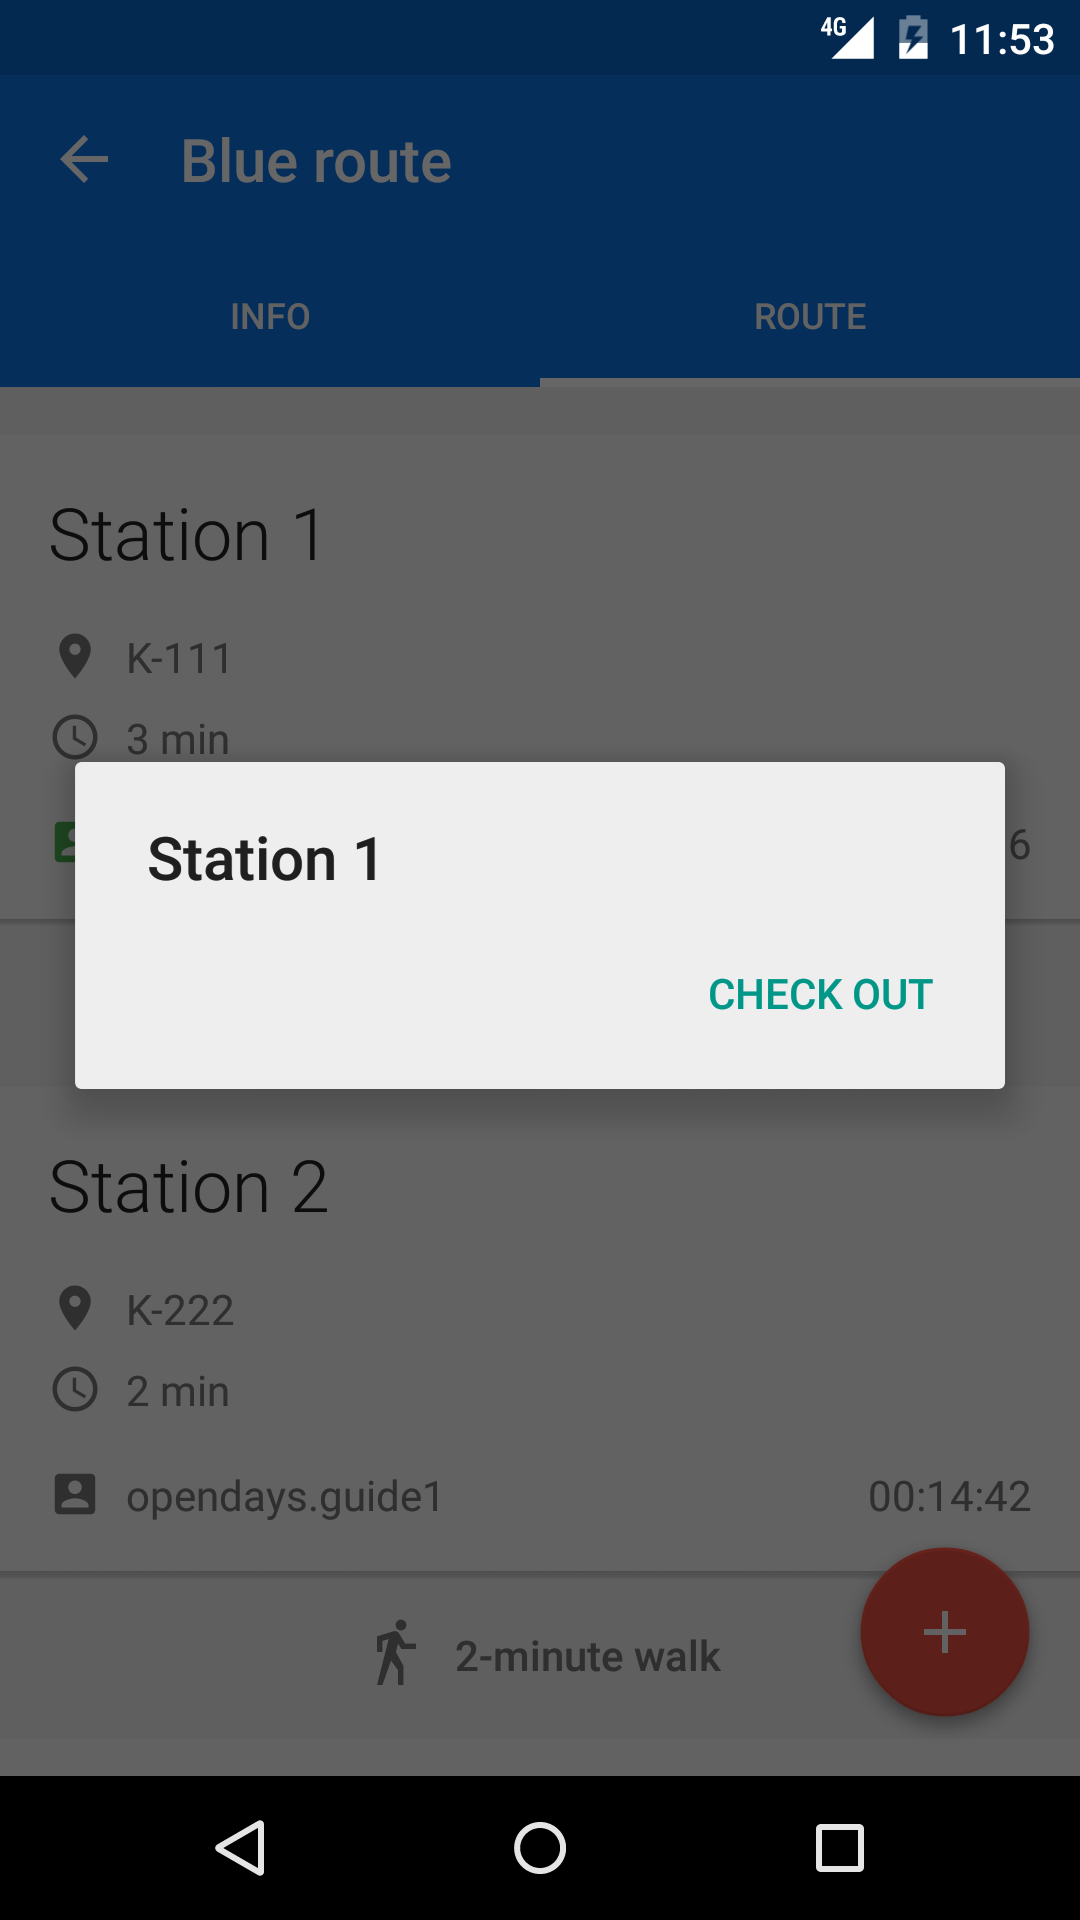 4G 11:53
Blue route
INFO ROUTE
Station 1
K-111
3 min
6
Station 1
CHECK OUT
Station 2
K-222
2 min
opendays.guide1 00:14:42
2-minute walk